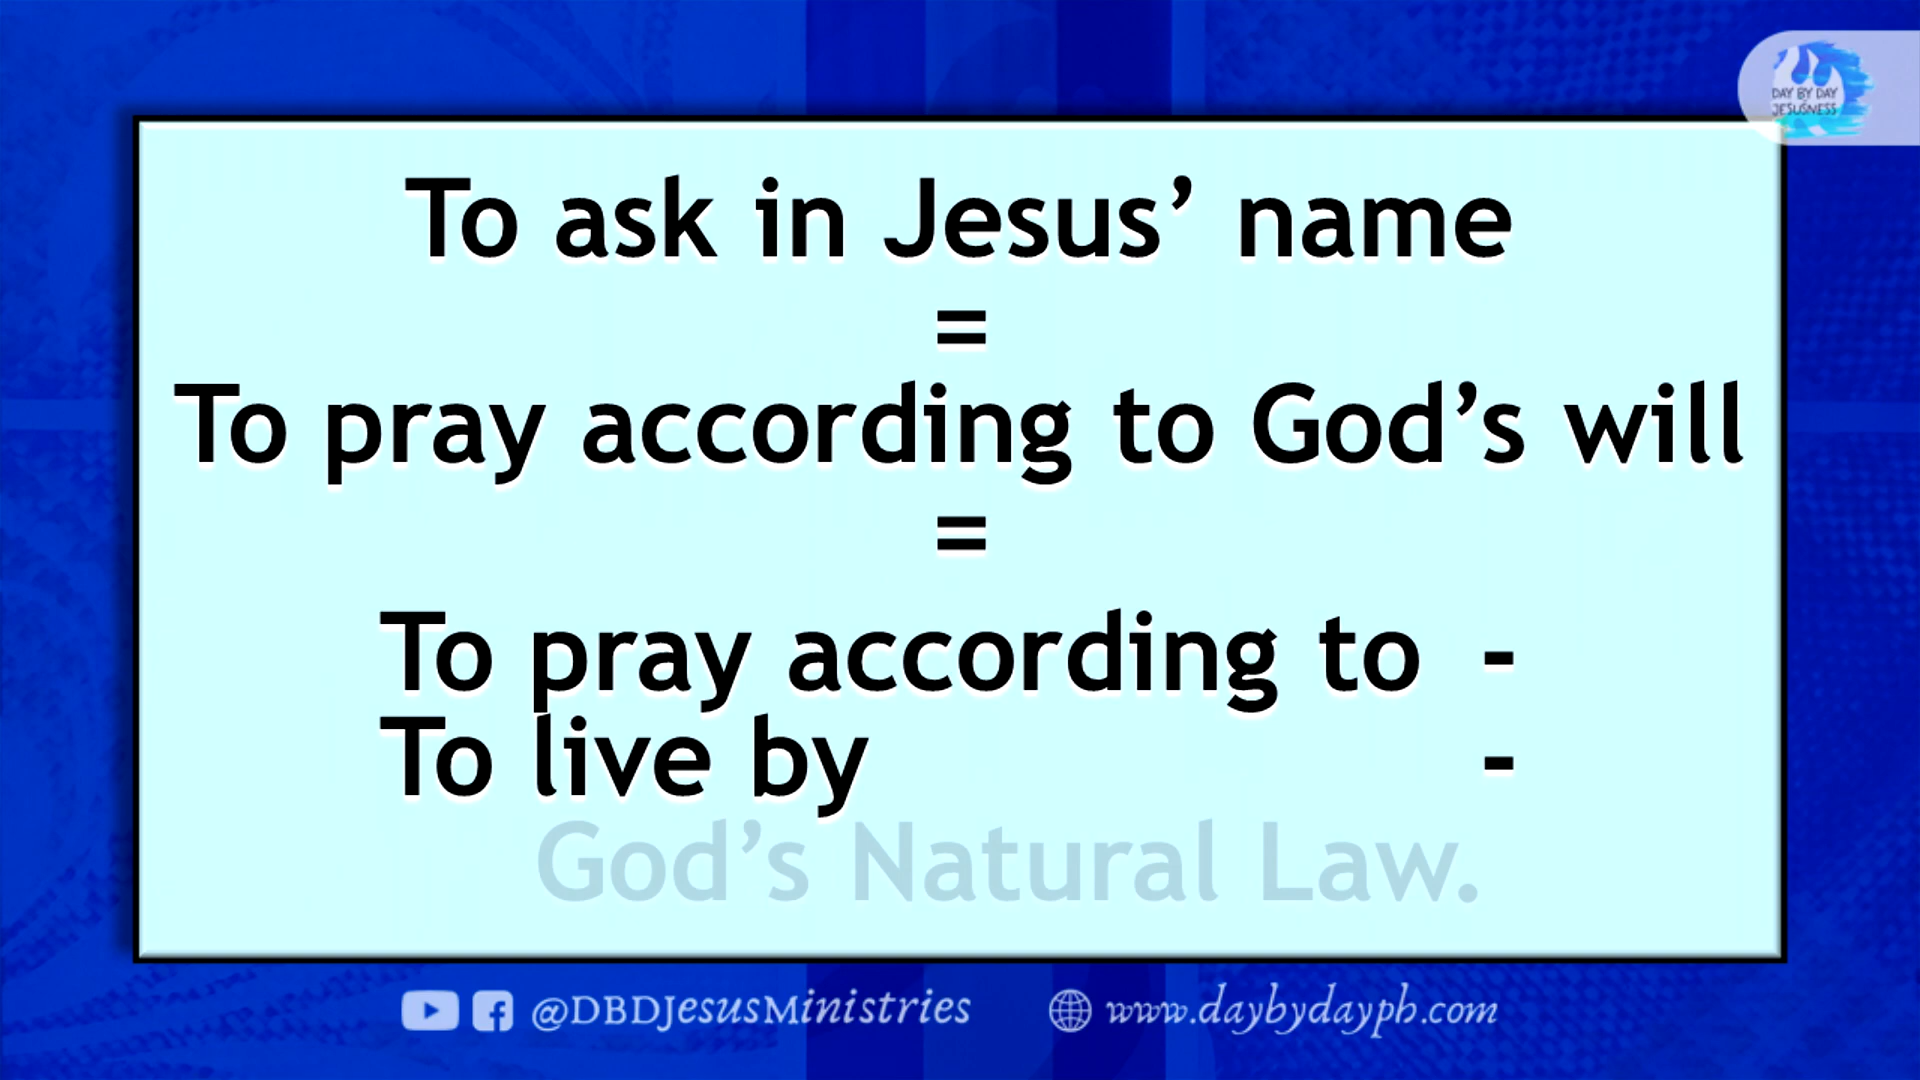 DAY BY DAY
JESUSNESS
To ask in Jesus’ name
=
To pray according to God’s will
=
To pray according to -
To live by -
God’s Natural Law.
@DBDJesusMinistries www.daybydayph.com